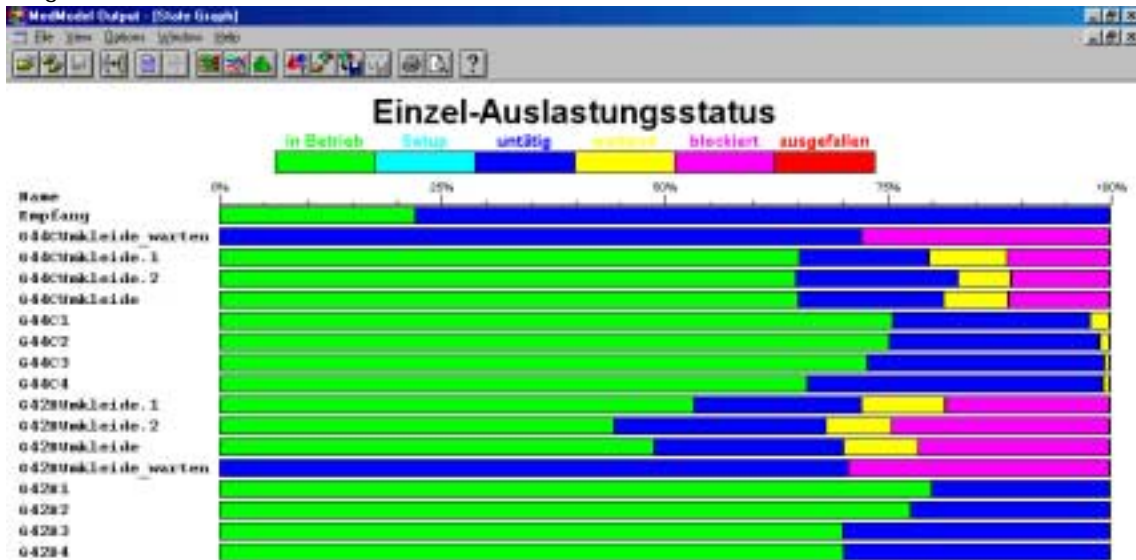 MedModel Output - [State Graph]
File View Options Window Help
Einzel-Auslastungsstatus
in Betrieb Setup untätig blockiert ausgefallen
0% 25% 50% 75% 100%
Name
Empfang
G44CUmkleide_warten
G44CUmkleide.1
G44CUmkleide.2
G44CUmkleide
G44C1
G44C2
G44C3
G44C4
G42BUmkleide.1
G42BUmkleide.2
G42BUmkleide
G42BUmkleide_warten
G42B1
G42B2
G42B3
G42B4